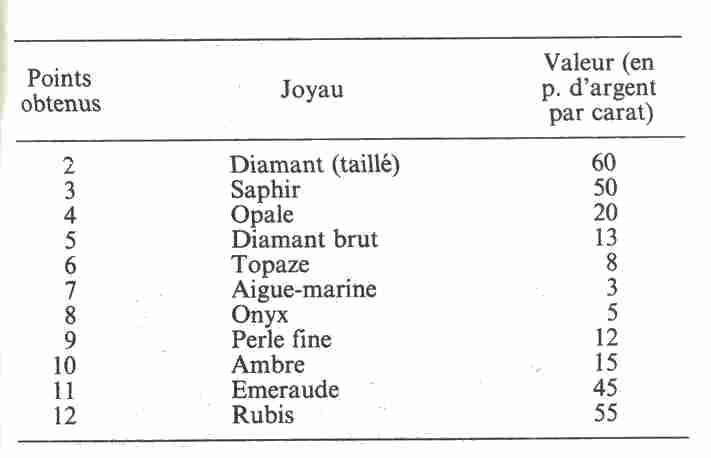 Points obtenus	Joyau	Valeur (en p. d'argent par carat)
2	Diamant (taillé)	60
3	Saphir	50
4	Opale	20
5	Diamant brut	13
6	Topaze	8
7	Aigue-marine	3
8	Onyx	5
9	Perle fine	12
10	Ambre	15
11	Emeraude	45
12	Rubis	55